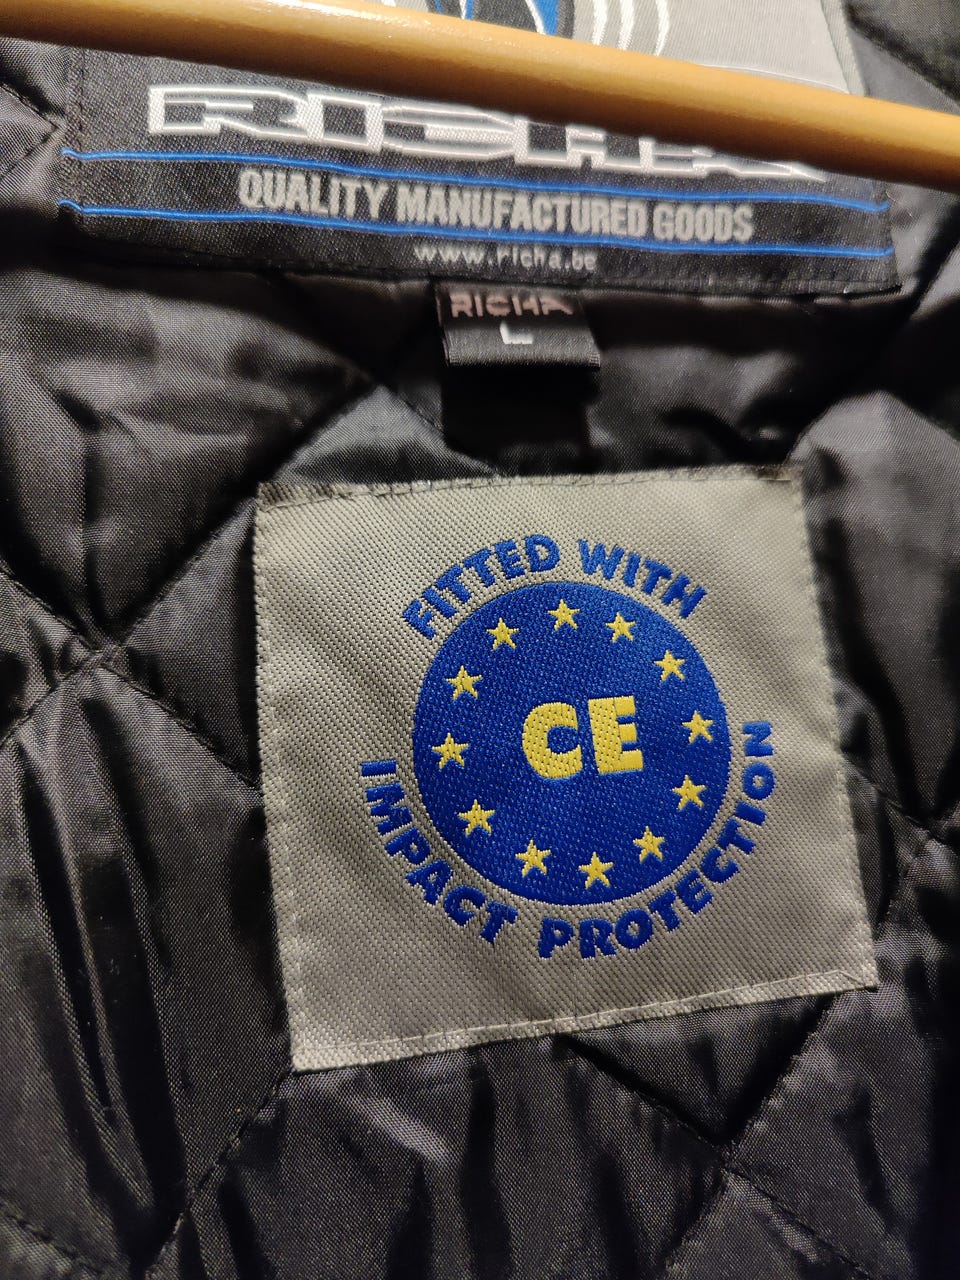 RICHA
QUALITY MANUFACTURED GOODS
www.richa.be
RICHA
L
FITTED WITH
CE
IMPACT PROTECTION